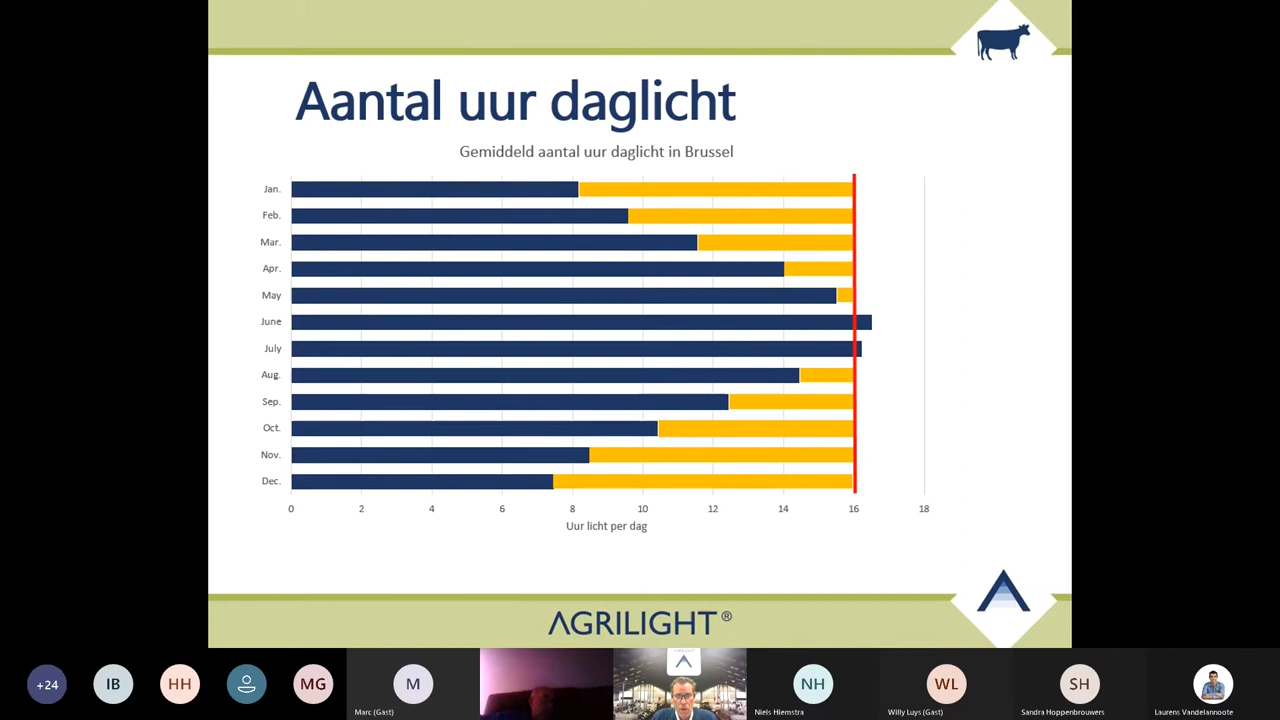 Aantal uur daglicht
Gemiddeld aantal uur daglicht in Brussel
Jan.
Feb.
Mar.
Apr.
May
June
July
Aug.
Sep.
Oct.
Nov.
Dec.
0 2 4 6 8 10 12 14 16 18
Uur licht per dag
AGRILIGHT®
+24 IB HH MG M NH WL SH
Marc (Gast) Niels Hiemstra Willy Luys (Gast) Sandra Hoppenbrouwers Laurens Vandelannoote